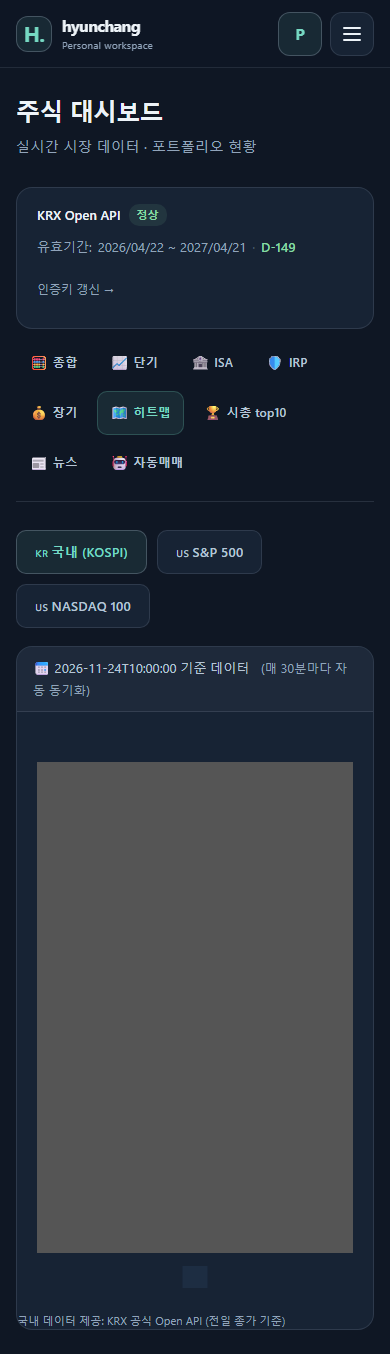 H. hyunchang
Personal workspace
P
주식 대시보드
실시간 시장 데이터 · 포트폴리오 현황
KRX Open API 정상
유효기간: 2026/04/22 ~ 2027/04/21 · D-149
인증키 갱신 →
종합 단기 ISA IRP
장기 히트맵 시총 top10
뉴스 자동매매
KR 국내 (KOSPI) US S&P 500
US NASDAQ 100
2026-11-24T10:00:00 기준 데이터 (매 30분마다 자
동 동기화)
국내 데이터 제공: KRX 공식 Open API (전일 종가 기준)